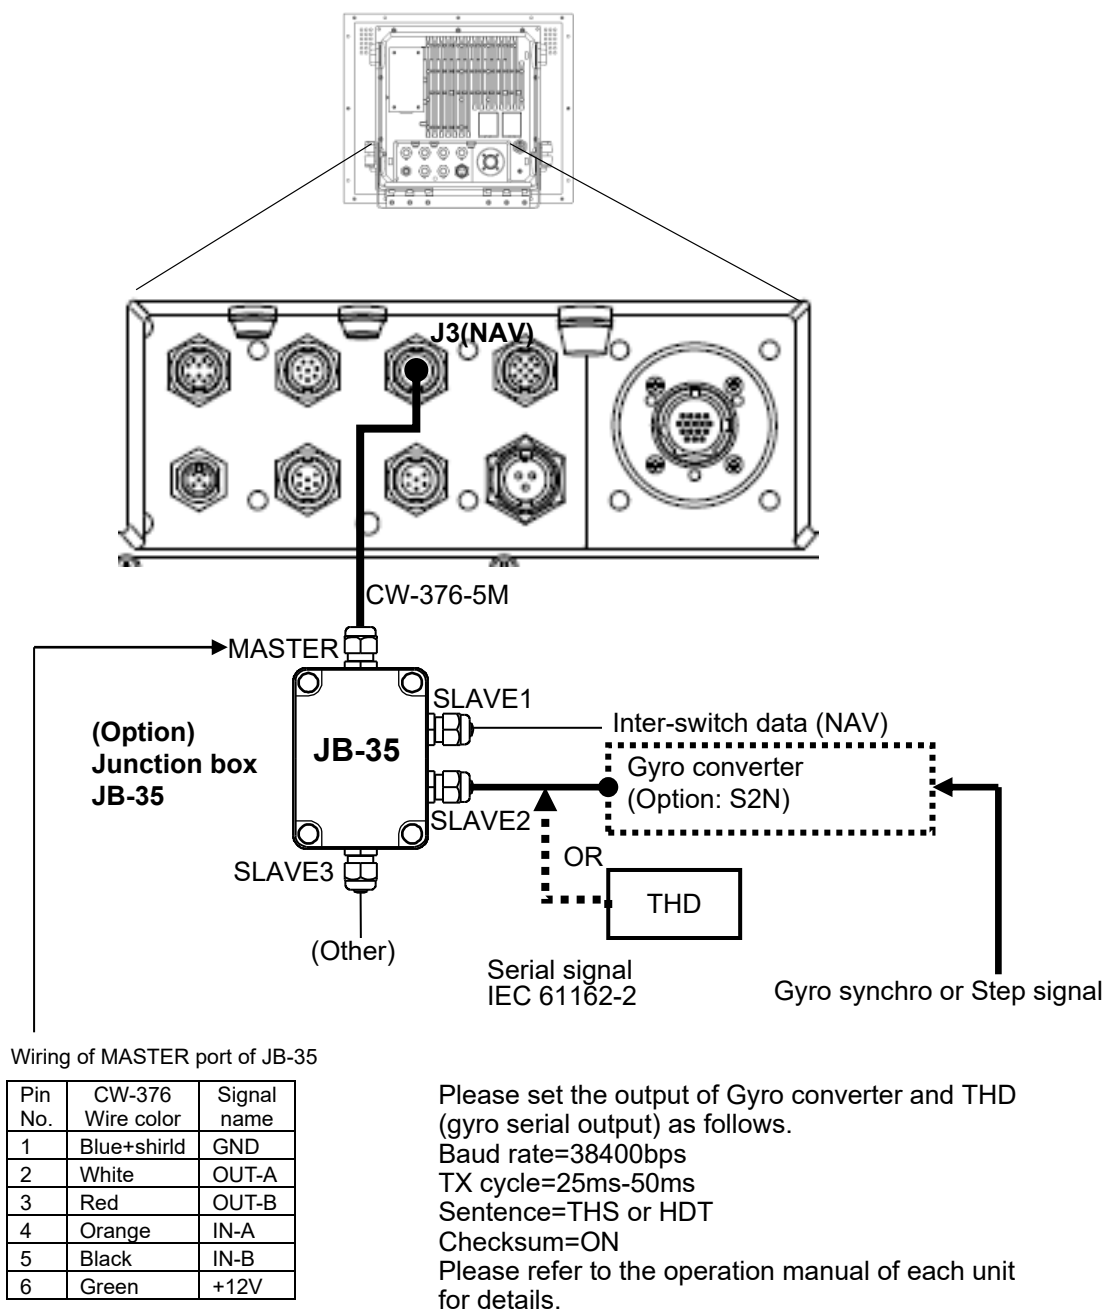 J3(NAV)
CW-376-5M
MASTER
SLAVE1
(Option)
Junction box
JB-35
JB-35
Inter-switch data (NAV)
Gyro converter
(Option: S2N)
SLAVE2
OR
SLAVE3
THD
(Other)
Serial signal
IEC 61162-2
Gyro synchro or Step signal
Wiring of MASTER port of JB-35
Pin No. CW-376 Wire color Signal name
1 Blue+shirld GND
2 White OUT-A
3 Red OUT-B
4 Orange IN-A
5 Black IN-B
6 Green +12V
Please set the output of Gyro converter and THD
(gyro serial output) as follows.
Baud rate=38400bps
TX cycle=25ms-50ms
Sentence=THS or HDT
Checksum=ON
Please refer to the operation manual of each unit
for details.